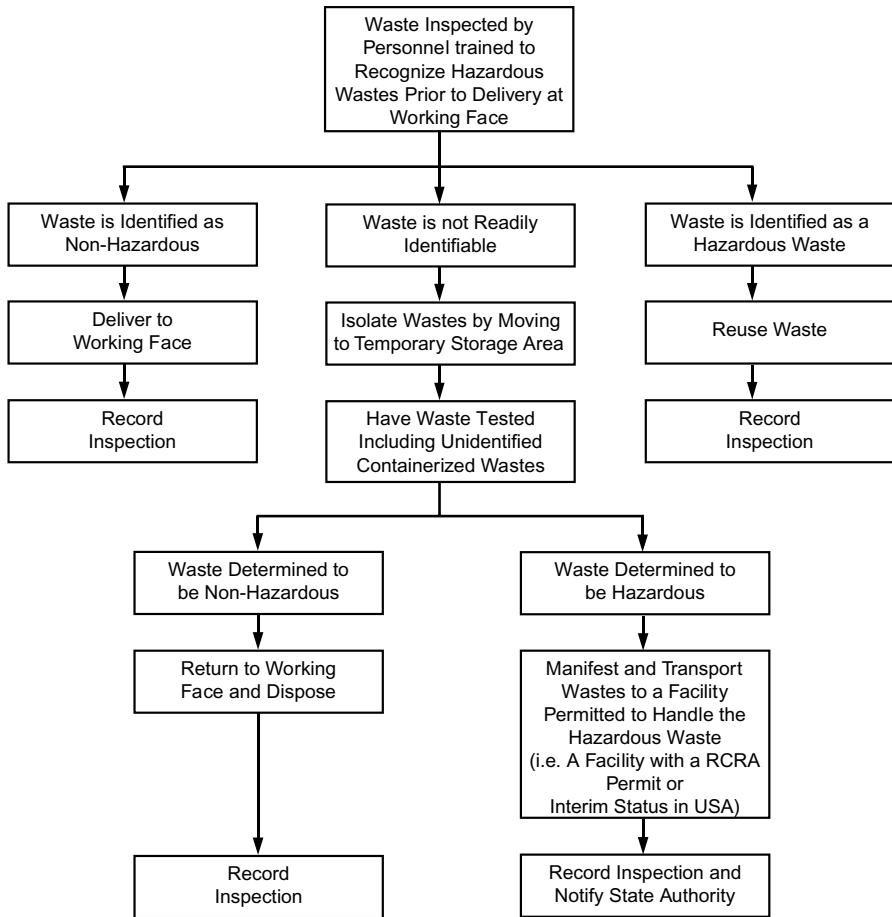 Waste Inspected by
Personnel trained to
Recognize Hazardous
Wastes Prior to Delivery at
Working Face
Waste is Identified as
Non-Hazardous
Waste is not Readily
Identifiable
Waste is Identified as a
Hazardous Waste
Deliver to
Working Face
Isolate Wastes by Moving
to Temporary Storage Area
Reuse Waste
Record
Inspection
Have Waste Tested
Including Unidentified
Containerized Wastes
Record
Inspection
Waste Determined to
be Non-Hazardous
Waste Determined to
be Hazardous
Return to Working
Face and Dispose
Manifest and Transport
Wastes to a Facility
Permitted to Handle the
Hazardous Waste
(i.e. A Facility with a RCRA
Permit or
Interim Status in USA)
Record
Inspection
Record Inspection and
Notify State Authority